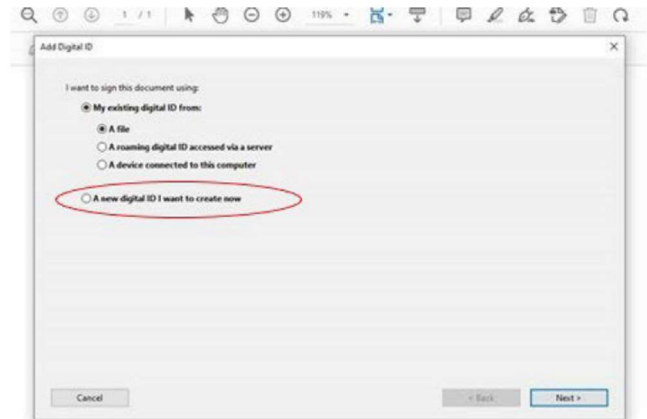 1 / 1 119%
Add Digital ID
I want to sign this document using:
My existing digital ID from:
A file
A roaming digital ID accessed via a server
A device connected to this computer
A new digital ID I want to create now
Cancel < Back Next >